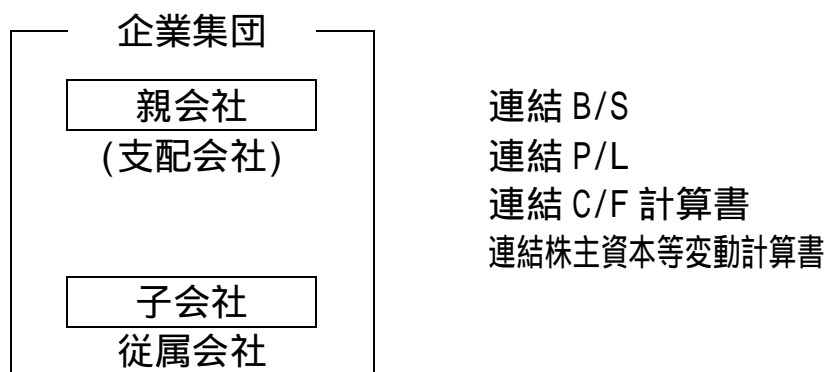 企業集団
親会社
(支配会社)
子会社
従属会社
連結 B/S
連結 P/L
連結 C/F 計算書
連結株主資本等変動計算書